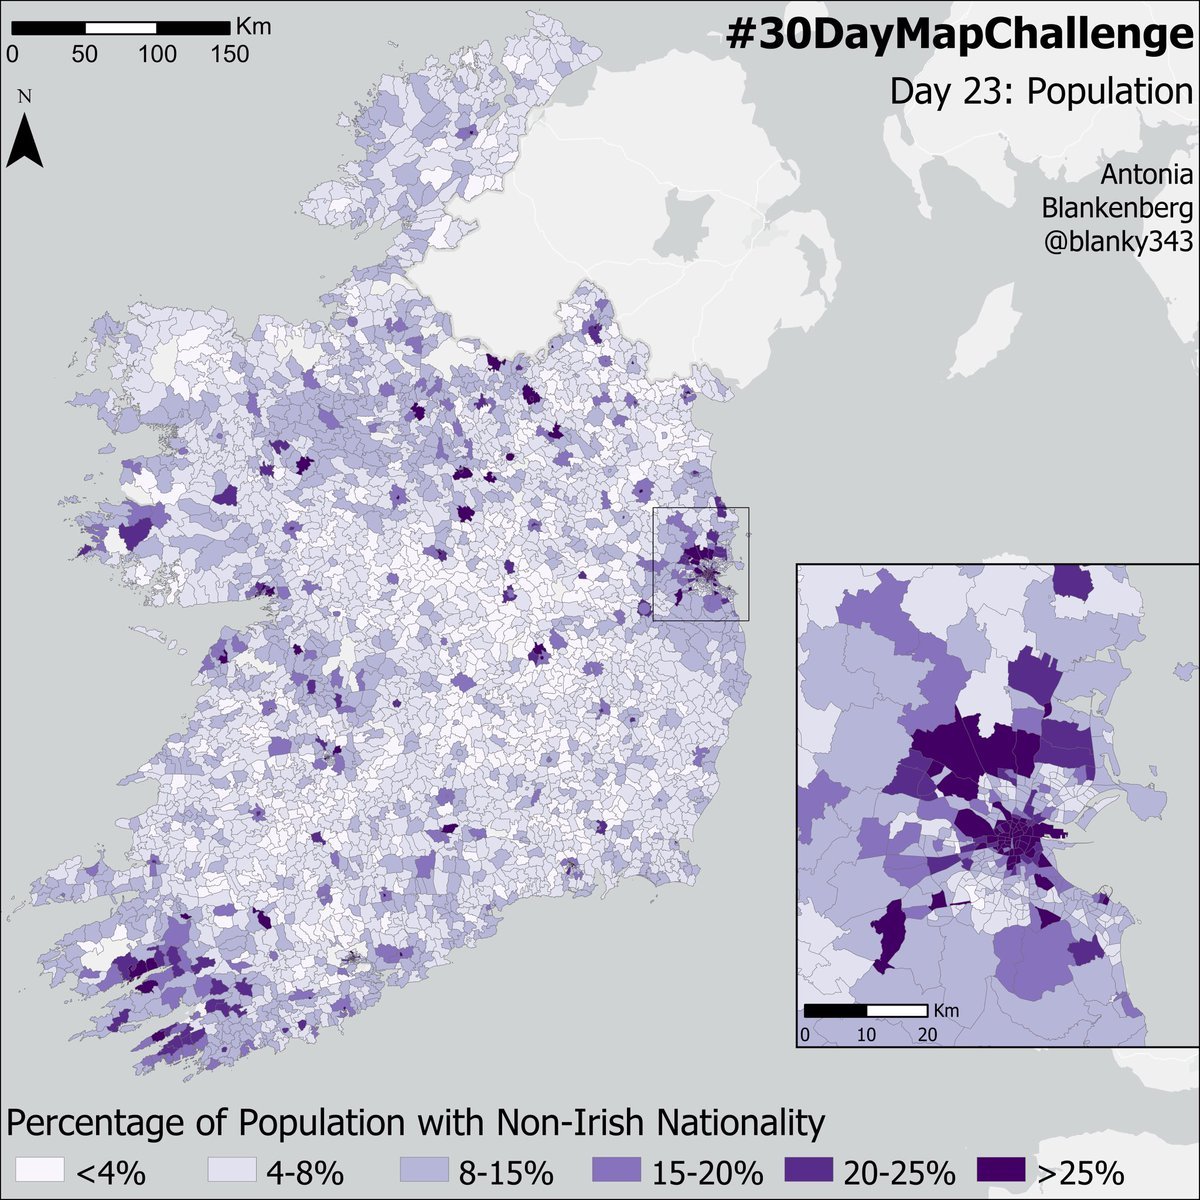 Km
0 50 100 150
N
#30DayMapChallenge
Day 23: Population
Antonia
Blankenberg
@blanky343
Km
0 10 20
Percentage of Population with Non-Irish Nationality
<4% 4-8% 8-15% 15-20% 20-25% >25%